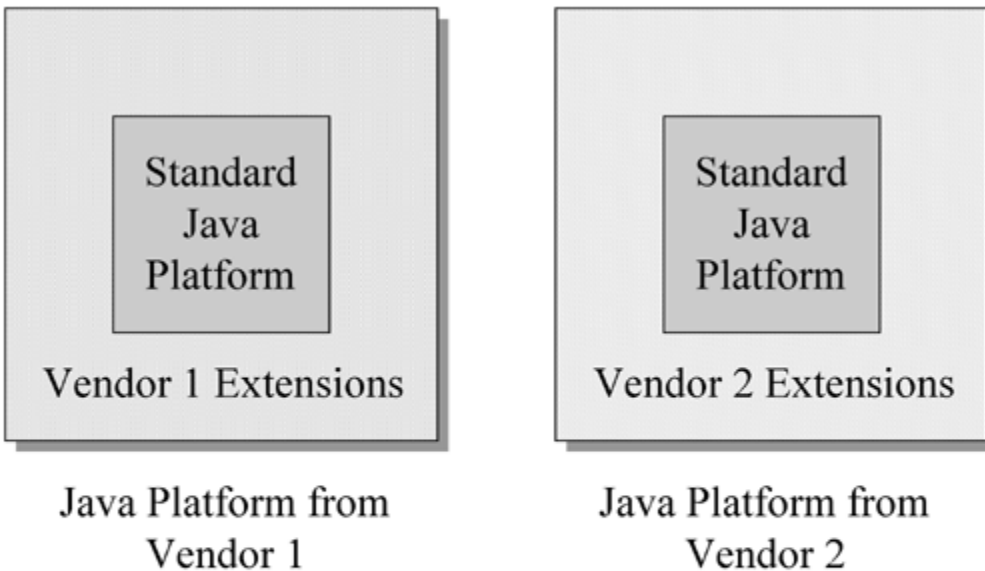 Standard
Java
Platform
Vendor 1 Extensions
Java Platform from
Vendor 1
Standard
Java
Platform
Vendor 2 Extensions
Java Platform from
Vendor 2